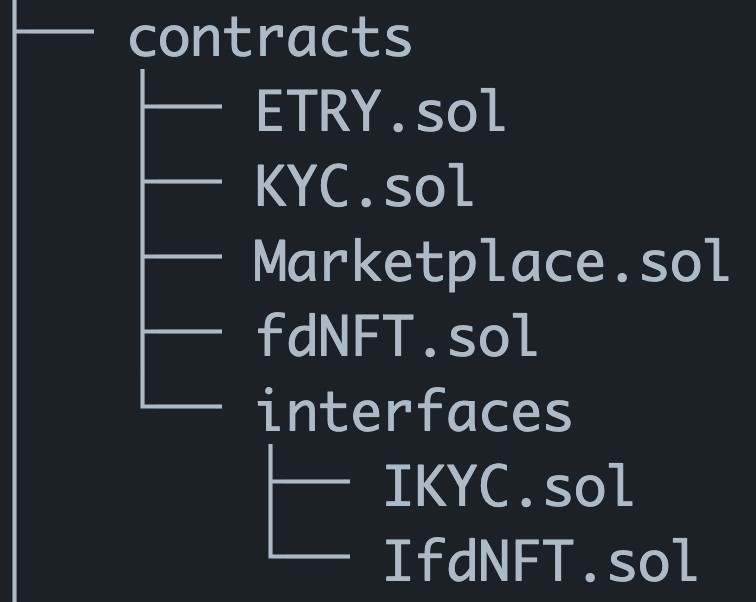 contracts
ETRY.sol
KYC.sol
Marketplace.sol
fdNFT.sol
interfaces
IKYC.sol
IfdNFT.sol